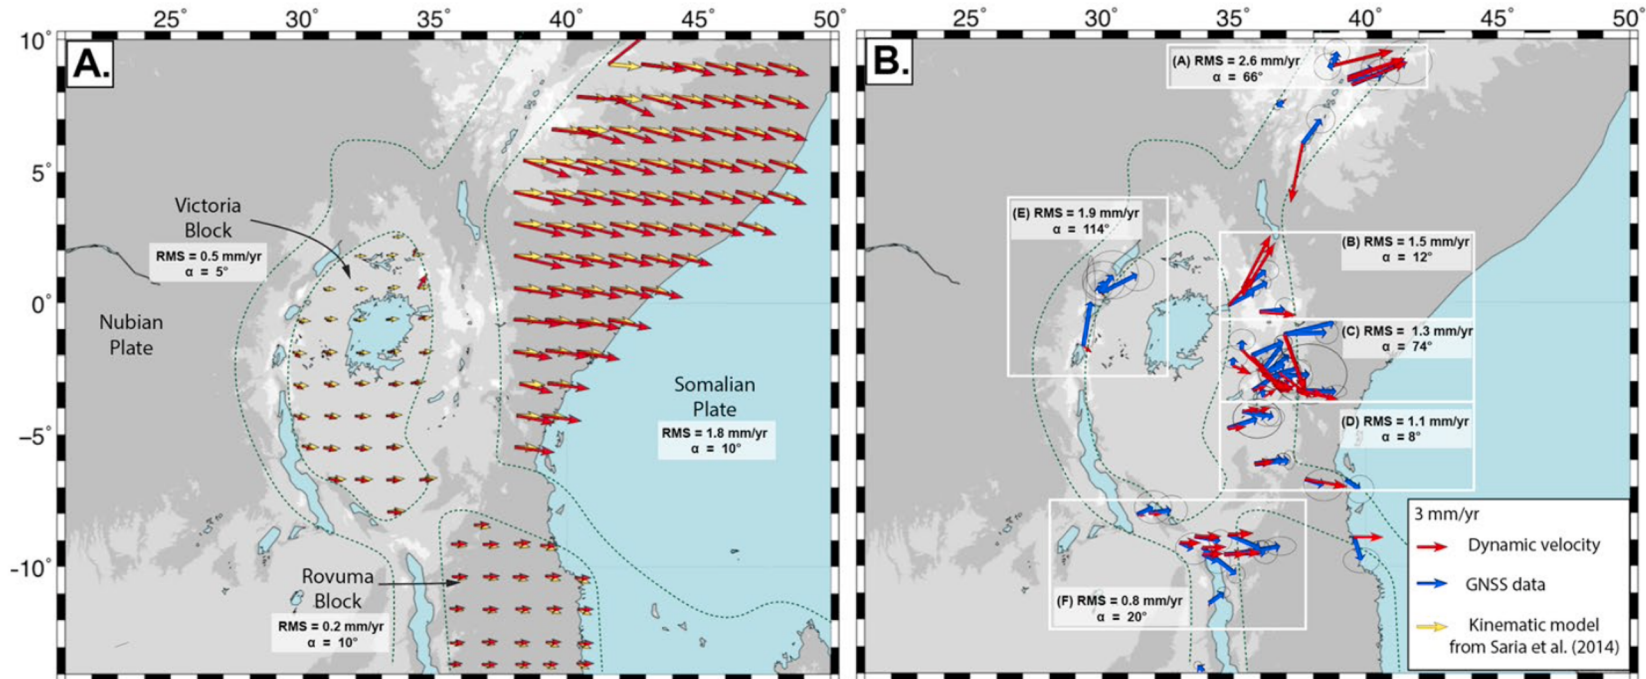 25° 30° 35° 40° 45° 50°
10°
5°
0°
−5°
-10°
A.
Victoria
Block
RMS = 0.5 mm/yr
α = 5°
Nubian
Plate
Somalian
Plate
RMS = 1.8 mm/yr
α = 10°
Rovuma
Block
RMS = 0.2 mm/yr
α = 10°
25° 30° 35° 40° 45° 50°
B.
(A) RMS = 2.6 mm/yr
α = 66°
(E) RMS = 1.9 mm/yr
α = 114°
(B) RMS = 1.5 mm/yr
α = 12°
(C) RMS = 1.3 mm/yr
α = 74°
(D) RMS = 1.1 mm/yr
α = 8°
(F) RMS = 0.8 mm/yr
α = 20°
3 mm/yr
Dynamic velocity
GNSS data
Kinematic model
from Saria et al. (2014)